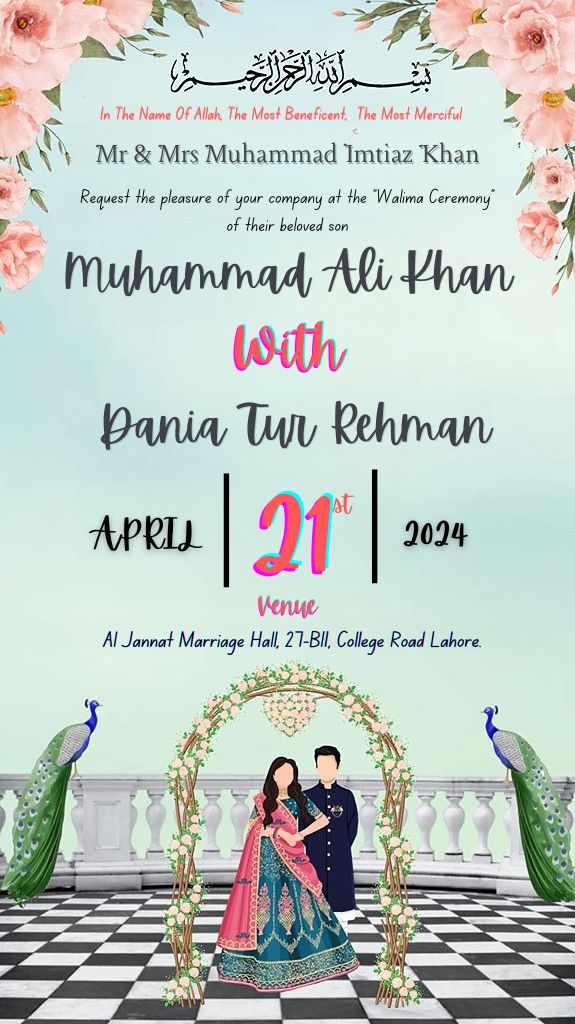 بسم الله الرحمن الرحيم
In The Name Of Allah, The Most Beneficent, The Most Merciful
Mr & Mrs Muhammad Imtiaz Khan
Request the pleasure of your company at the "Walima Ceremony"
of their beloved son
Muhammad Ali Khan
With
Dania Tur Rehman
APRIL 21st 2024
Venue
Al Jannat Marriage Hall, 27-BII, College Road Lahore.